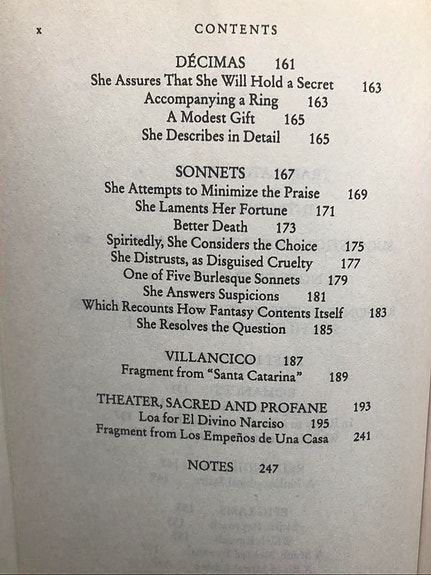 x CONTENTS
DÉCIMAS 161
She Assures That She Will Hold a Secret 163
Accompanying a Ring 163
A Modest Gift 165
She Describes in Detail 165
SONNETS 167
She Attempts to Minimize the Praise 169
She Laments Her Fortune 171
Better Death 173
Spiritedly, She Considers the Choice 175
She Distrusts, as Disguised Cruelty 177
One of Five Burlesque Sonnets 179
She Answers Suspicions 181
Which Recounts How Fantasy Contents Itself 183
She Resolves the Question 185
VILLANCICO 187
Fragment from "Santa Catarina" 189
THEATER, SACRED AND PROFANE 193
Loa for El Divino Narciso 195
Fragment from Los Empeños de Una Casa 241
NOTES 247